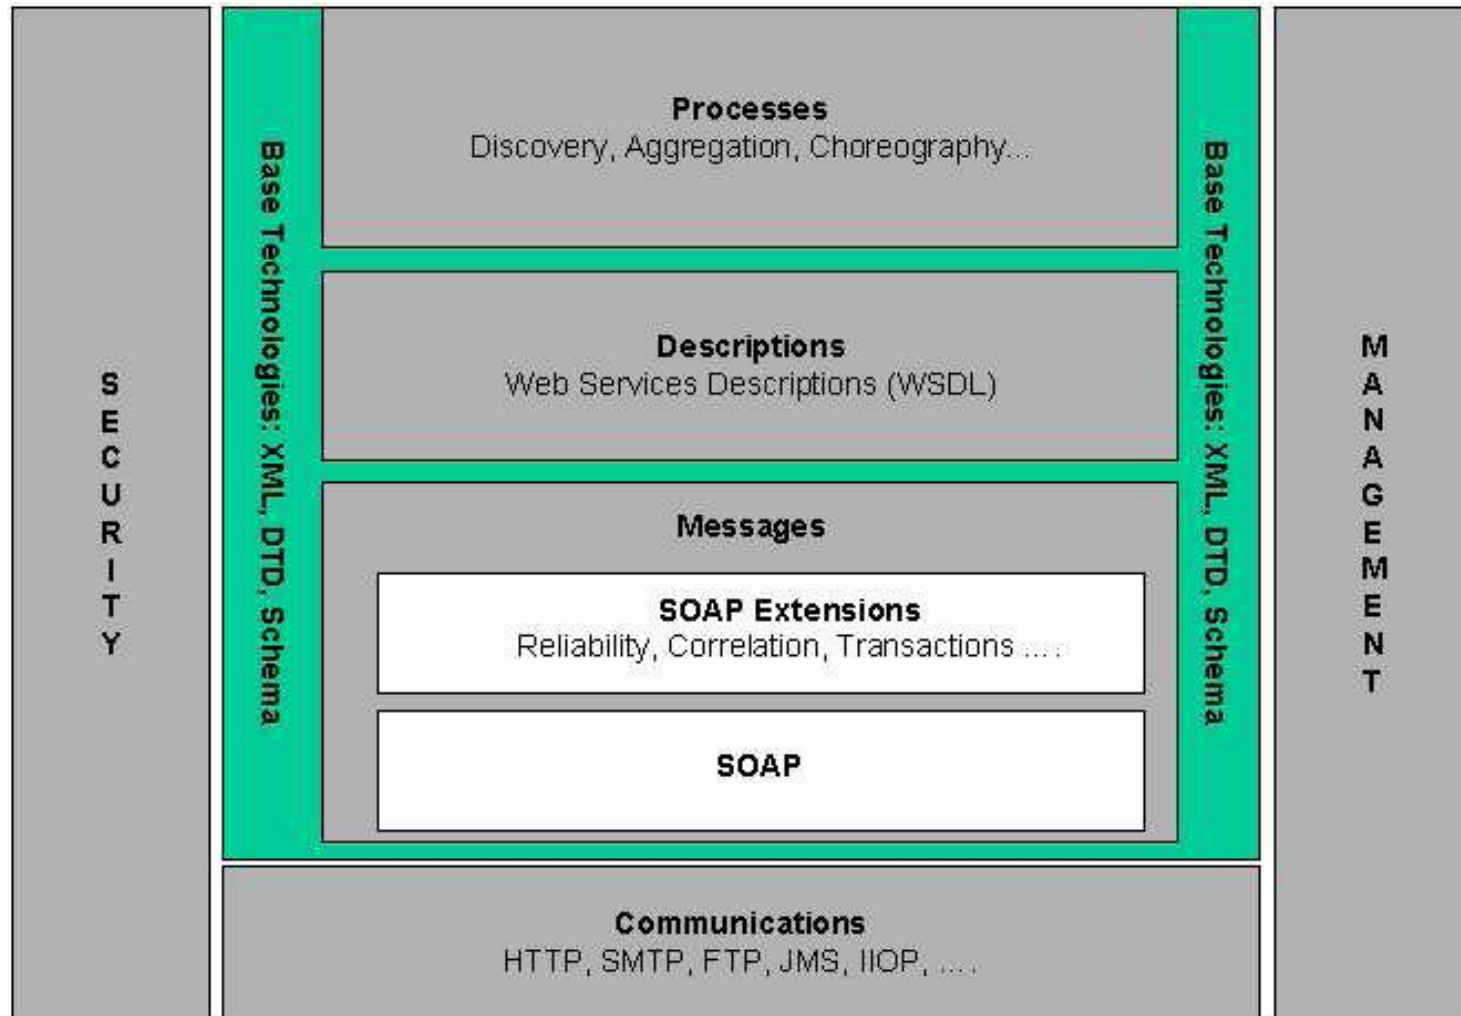 SECURITY
Base Technologies: XML, DTD, Schema
Processes
Discovery, Aggregation, Choreography...
Descriptions
Web Services Descriptions (WSDL)
Messages
SOAP Extensions
Reliability, Correlation, Transactions ....
SOAP
Base Technologies: XML, DTD, Schema
MANAGEMENT
Communications
HTTP, SMTP, FTP, JMS, IIOP, ....